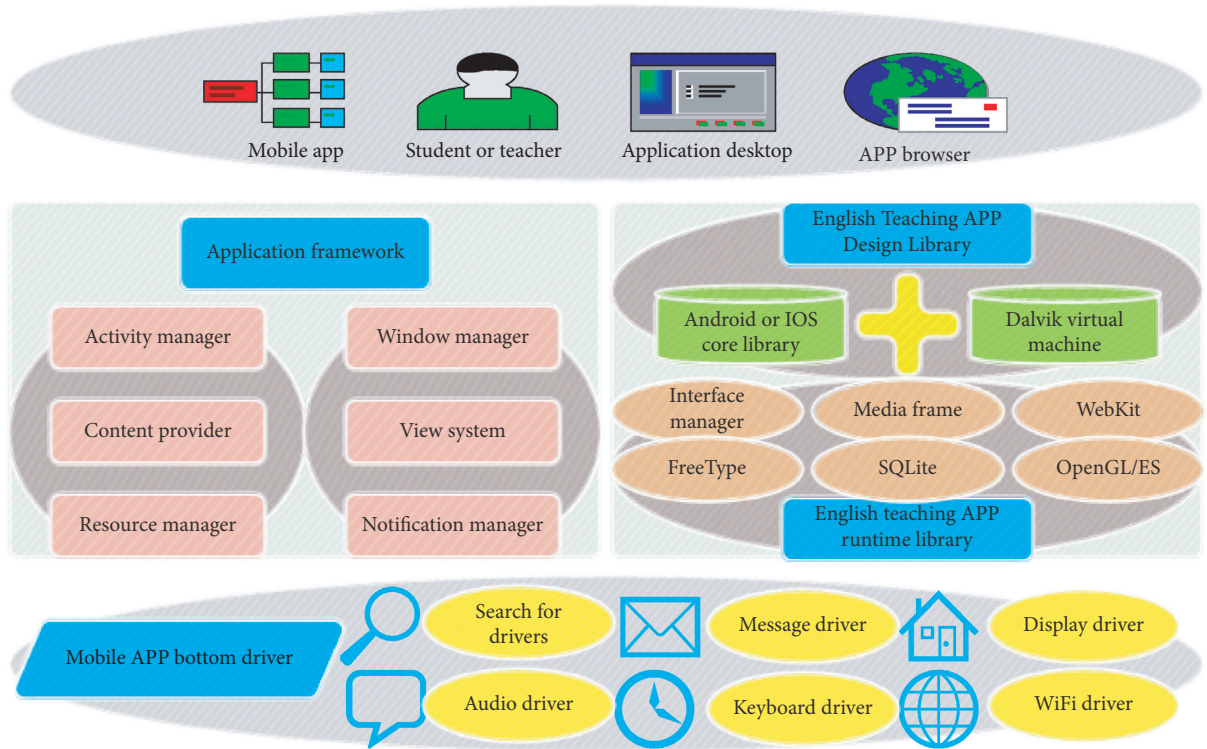 Mobile app
Student or teacher
Application desktop
APP browser
Application framework
Activity manager
Window manager
Content provider
View system
Resource manager
Notification manager
English Teaching APP
Design Library
Android or IOS
core library
Dalvik virtual
machine
Interface
manager
Media frame
WebKit
FreeType
SQLite
OpenGL/ES
English teaching APP
runtime library
Mobile APP bottom driver
Search for
drivers
Message driver
Display driver
Audio driver
Keyboard driver
WiFi driver